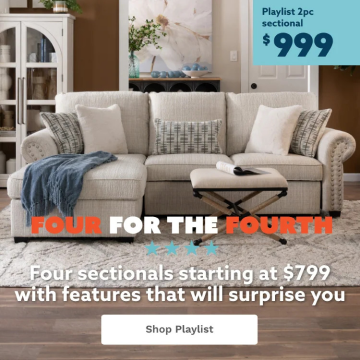 Playlist 2pc
sectional
$999
FOUR FOR THE FOURTH
Four sectionals starting at $799
with features that will surprise you
Shop Playlist